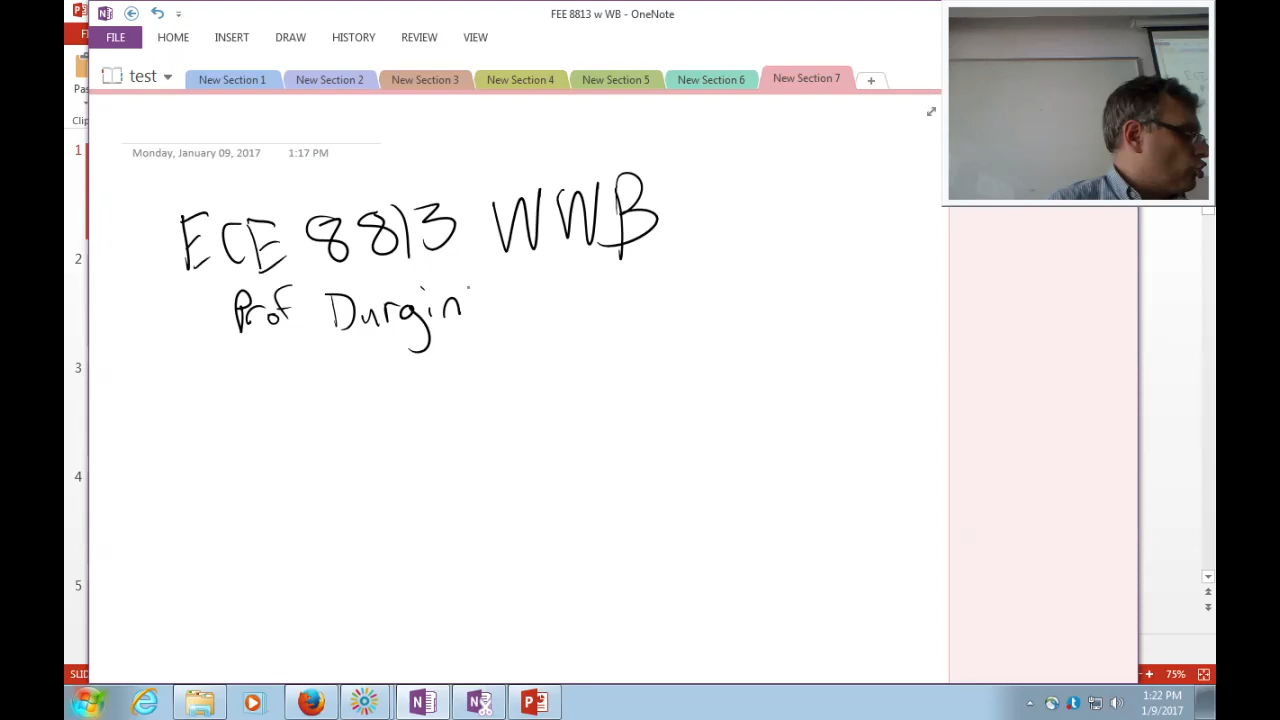 FEE 8813 w WB - OneNote
FILE HOME INSERT DRAW HISTORY REVIEW VIEW
test
New Section 1 New Section 2 New Section 3 New Section 4 New Section 5 New Section 6 New Section 7
Pas
Clip
Monday, January 09, 2017 1:17 PM
ECE 8813 WWB
Prof Durgin
1
2
3
4
5
SLID
75%
1:22 PM
1/9/2017